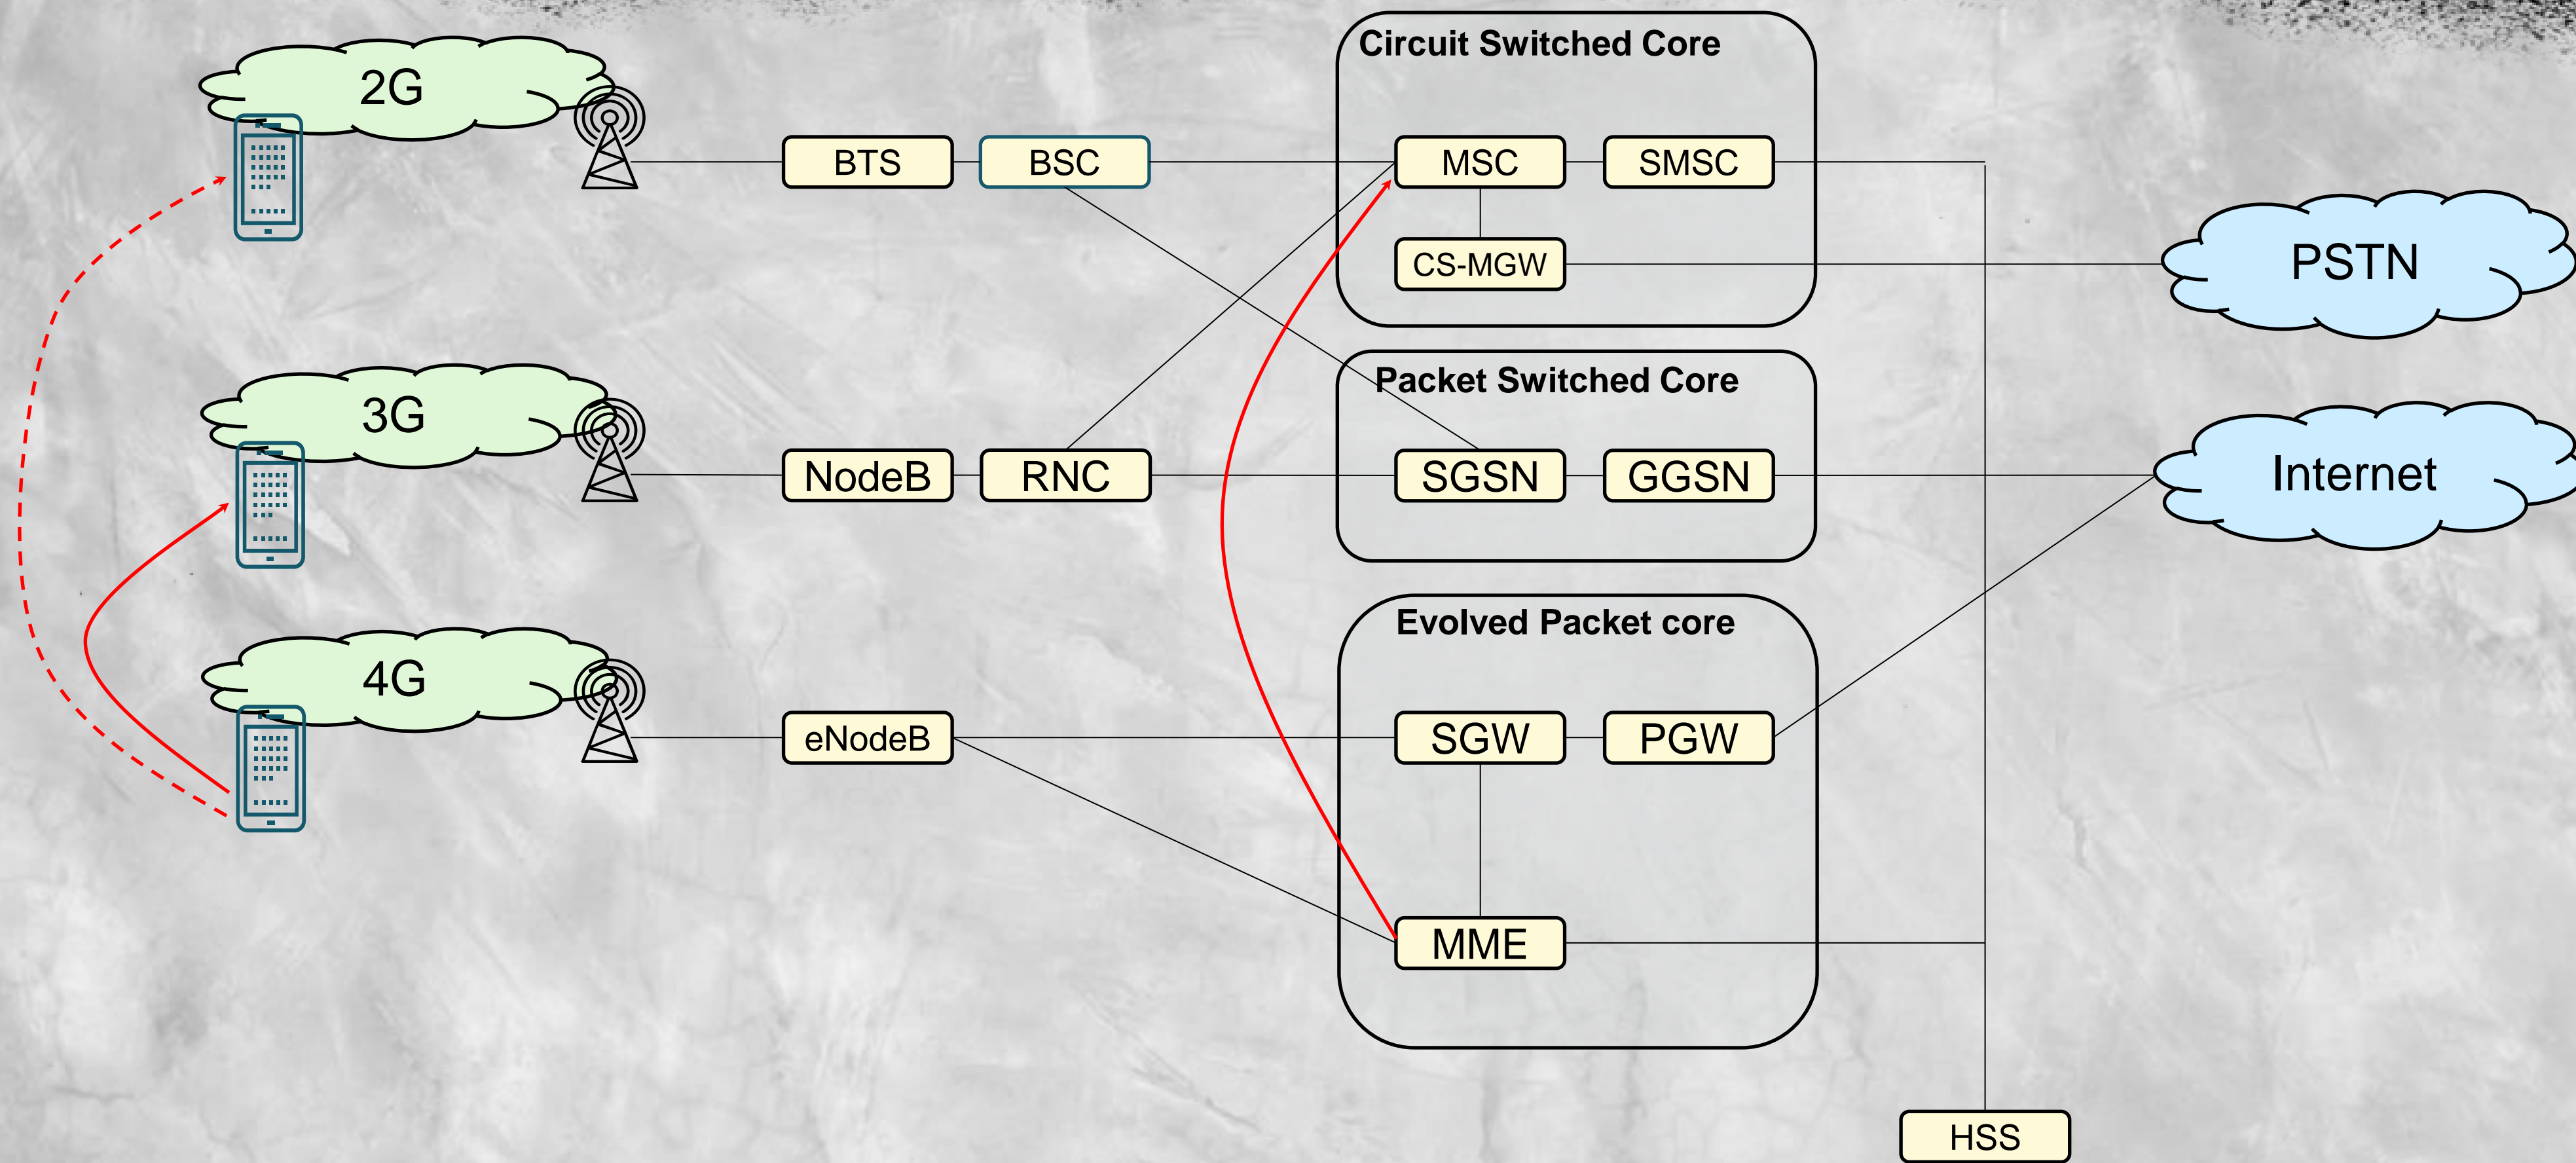 Circuit Switched Core
2G
BTS
BSC
MSC
SMSC
CS-MGW
PSTN
Packet Switched Core
3G
NodeB
RNC
SGSN
GGSN
Internet
Evolved Packet core
4G
eNodeB
SGW
PGW
MME
HSS